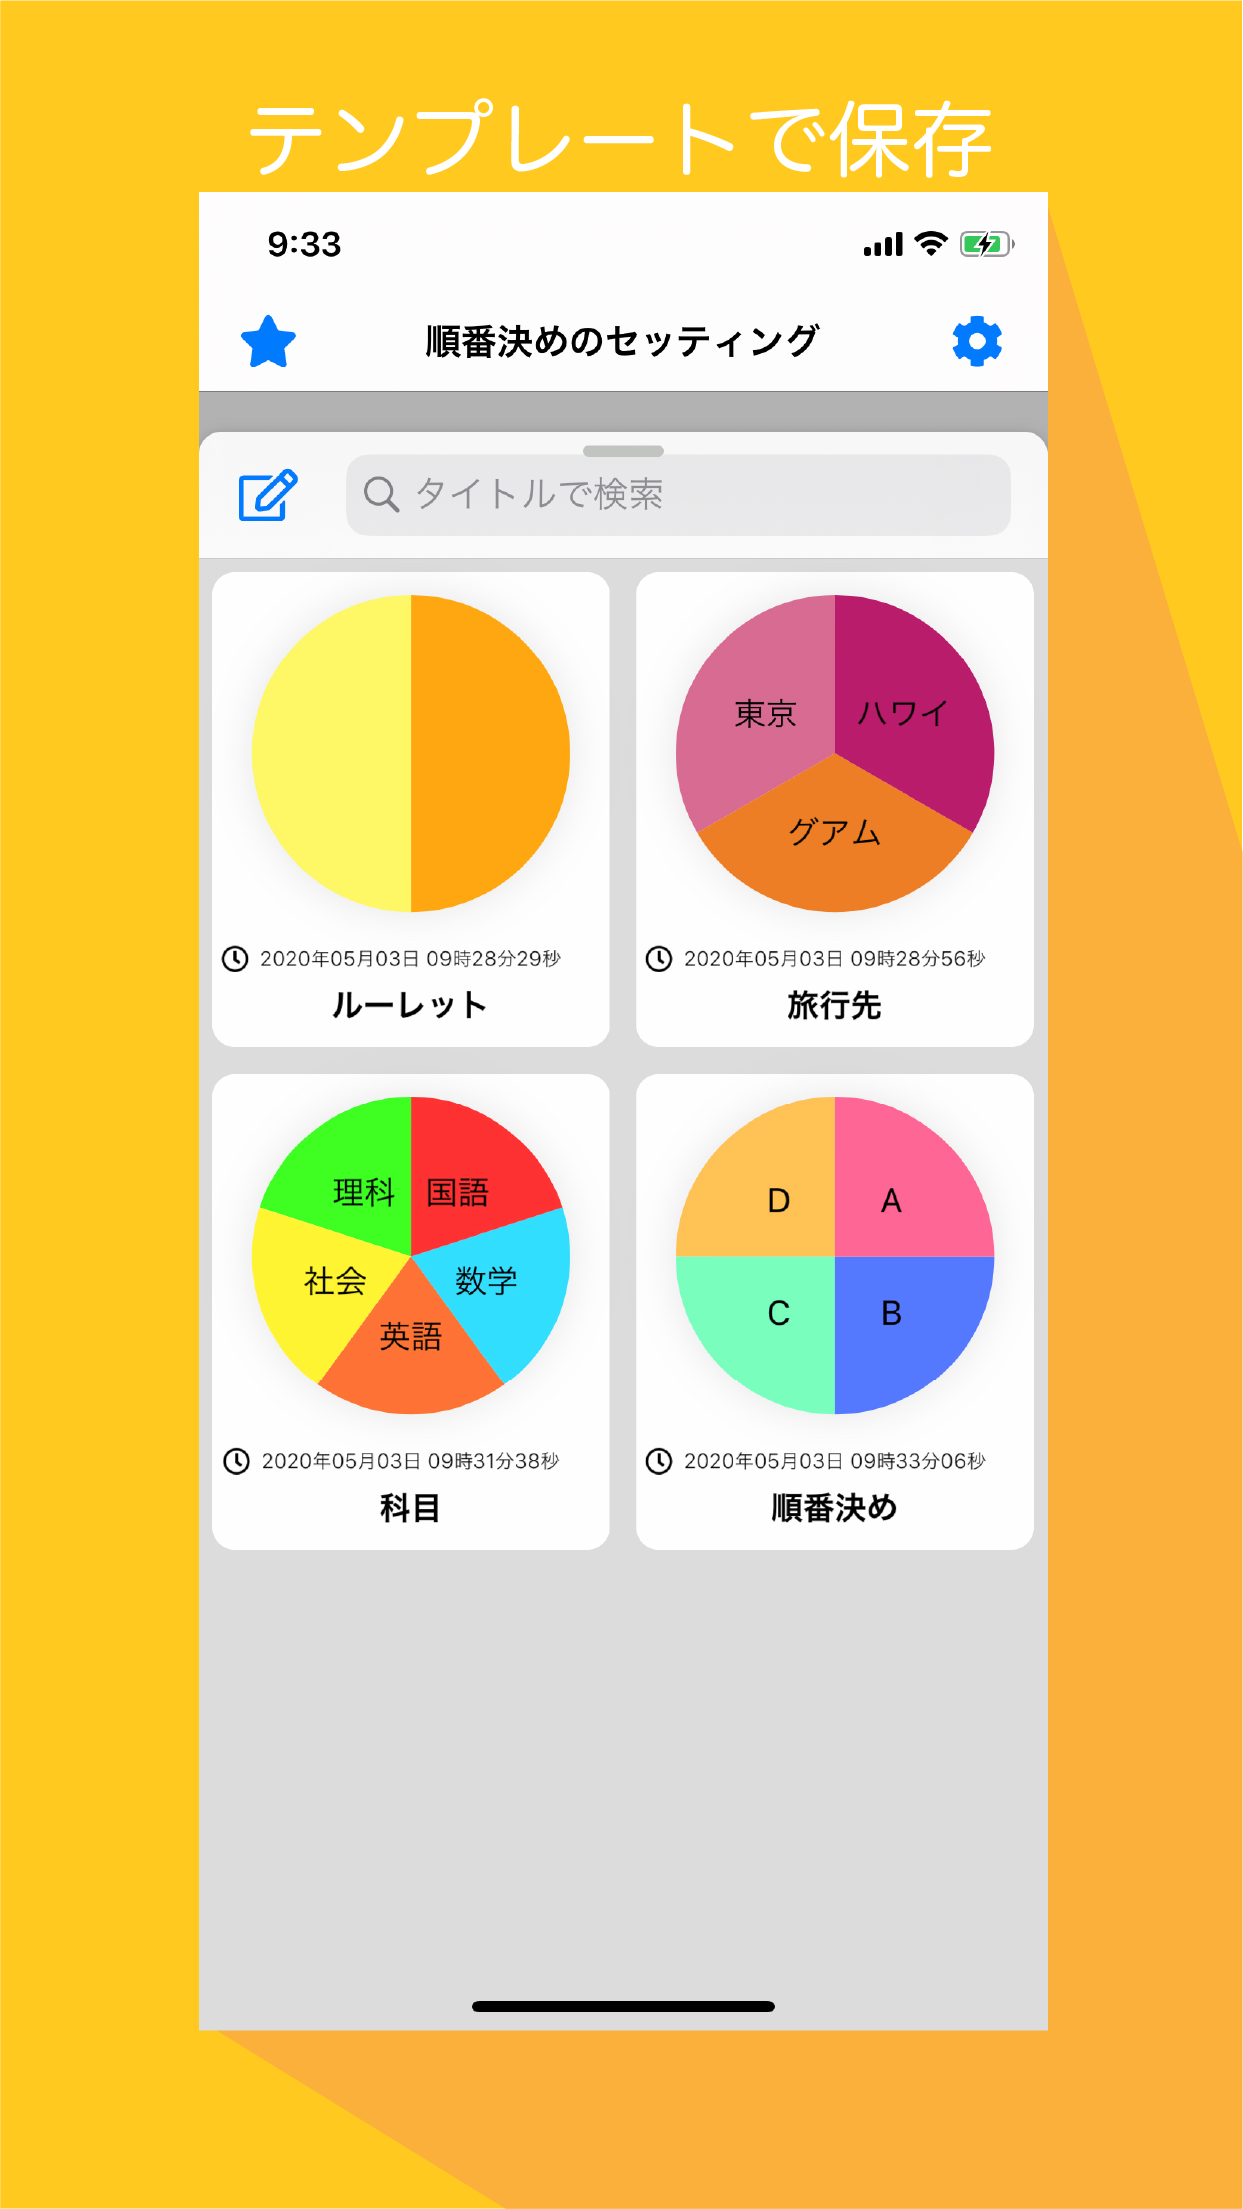 テンプレートで保存
9:33
順番決めのセッティング
タイトルで検索
東京
ハワイ
グアム
2020年05月03日 09時28分29秒
ルーレット
2020年05月03日 09時28分56秒
旅行先
理科
国語
社会
数学
英語
D
A
C
B
2020年05月03日 09時31分38秒
科目
2020年05月03日 09時33分06秒
順番決め